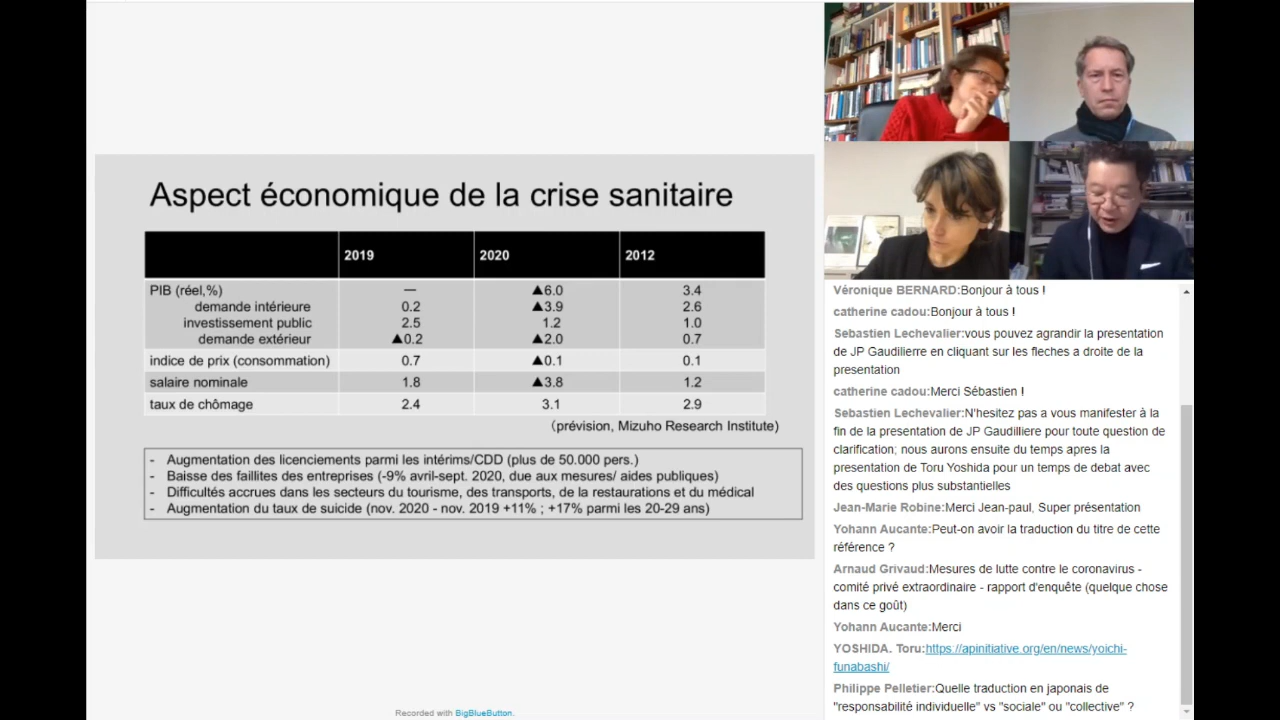 Aspect économique de la crise sanitaire
2019 2020 2012
PIB (réel,%) — ▲6.0 3.4
demande intérieure 0.2 ▲3.9 2.6
investissement public 2.5 1.2 1.0
demande extérieur ▲0.2 ▲2.0 0.7
indice de prix (consommation) 0.7 ▲0.1 0.1
salaire nominale 1.8 ▲3.8 1.2
taux de chômage 2.4 3.1 2.9
(prévision, Mizuho Research Institute)
- Augmentation des licenciements parmi les intérims/CDD (plus de 50.000 pers.)
- Baisse des faillites des entreprises (-9% avril-sept. 2020, due aux mesures/ aides publiques)
- Difficultés accrues dans les secteurs du tourisme, des transports, de la restaurations et du médical
- Augmentation du taux de suicide (nov. 2020 - nov. 2019 +11% ; +17% parmi les 20-29 ans)
Recorded with BigBlueButton.
Véronique BERNARD:Bonjour à tous !
catherine cadou:Bonjour à tous !
Sebastien Lechevalier:vous pouvez agrandir la presentation
de JP Gaudilierre en cliquant sur les fleches a droite de la
presentation
catherine cadou:Merci Sébastien !
Sebastien Lechevalier:N'hesitez pas a vous manifester à la
fin de la presentation de JP Gaudilliere pour toute question de
clarification; nous aurons ensuite du temps apres la
presentation de Toru Yoshida pour un temps de debat avec
des questions plus substantielles
Jean-Marie Robine:Merci Jean-paul, Super présentation
Yohann Aucante:Peut-on avoir la traduction du titre de cette
référence ?
Arnaud Grivaud:Mesures de lutte contre le coronavirus -
comité privé extraordinaire - rapport d'enquête (quelque chose
dans ce goût)
Yohann Aucante:Merci
YOSHIDA. Toru:https://apinitiative.org/en/news/yoichi-
funabashi/
Philippe Pelletier:Quelle traduction en japonais de
"responsabilité individuelle" vs "sociale" ou "collective" ?